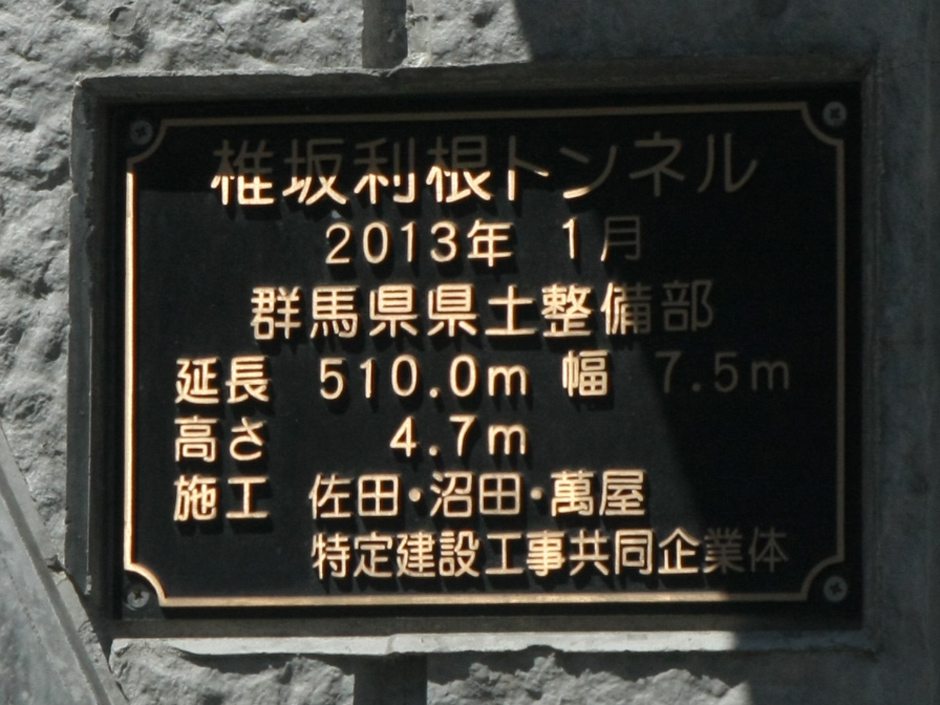 椎坂利根トンネル
2013年 1月
群馬県県土整備部
延長 510.0m 幅 7.5m
高さ 4.7m
施工 佐田・沼田・萬屋
特定建設工事共同企業体